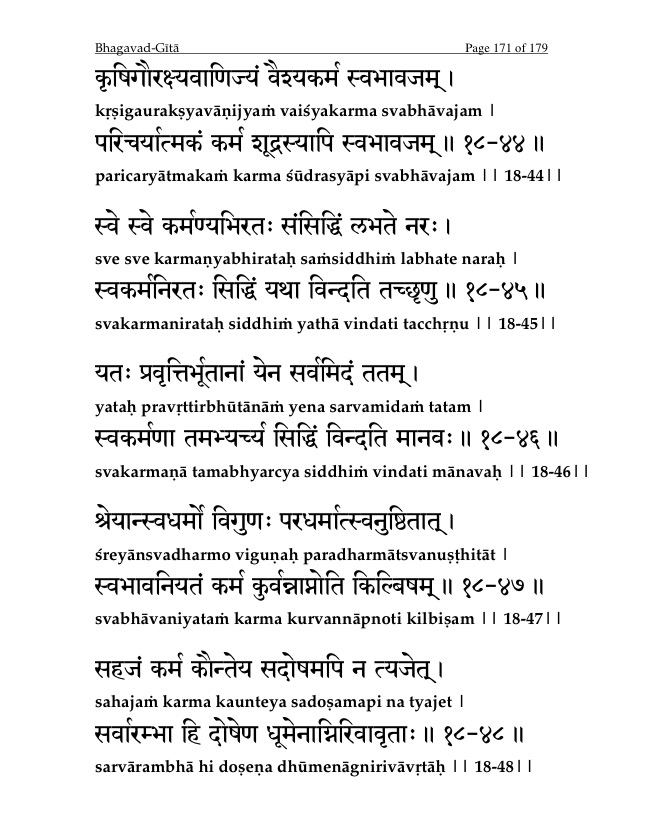 Bhagavad-Gītā Page 171 of 179
कृषिगौरक्ष्यवाणिज्यं वैश्यकर्म स्वभावजम् ।
kṛṣigaurakṣyavāṇijyaṁ vaiśyakarma svabhāvajam |
परिचर्यात्मकं कर्म शूद्रस्यापि स्वभावजम् ॥ १८-४४ ॥
paricaryātmakaṁ karma śūdrasyāpi svabhāvajam || 18-44||
स्वे स्वे कर्मण्यभिरतः संसिद्धिं लभते नरः ।
sve sve karmaṇyabhirataḥ saṁsiddhiṁ labhate naraḥ |
स्वकर्मनिरतः सिद्धिं यथा विन्दति तच्छृणु ॥ १८-४५ ॥
svakarmanirataḥ siddhiṁ yathā vindati tacchṛṇu || 18-45||
यतः प्रवृत्तिर्भूतानां येन सर्वमिदं ततम् ।
yataḥ pravṛttirbhūtānāṁ yena sarvamidaṁ tatam |
स्वकर्मणा तमभ्यर्च्य सिद्धिं विन्दति मानवः ॥ १८-४६ ॥
svakarmaṇā tamabhyarcya siddhiṁ vindati mānavaḥ || 18-46||
श्रेयान्स्वधर्मो विगुणः परधर्मात्स्वनुष्ठितात् ।
śreyānsvadharmo viguṇaḥ paradharmātsvanuṣṭhitāt |
स्वभावनियतं कर्म कुर्वन्नाप्नोति किल्बिषम् ॥ १८-४७ ॥
svabhāvaniyataṁ karma kurvannāpnoti kilbiṣam || 18-47||
सहजं कर्म कौन्तेय सदोषमपि न त्यजेत् ।
sahajaṁ karma kaunteya sadoṣamapi na tyajet |
सर्वारम्भा हि दोषेण धूमेनाग्निरिवावृताः ॥ १८-४८ ॥
sarvārambhā hi doṣeṇa dhūmenāgnirivāvṛtāḥ || 18-48||